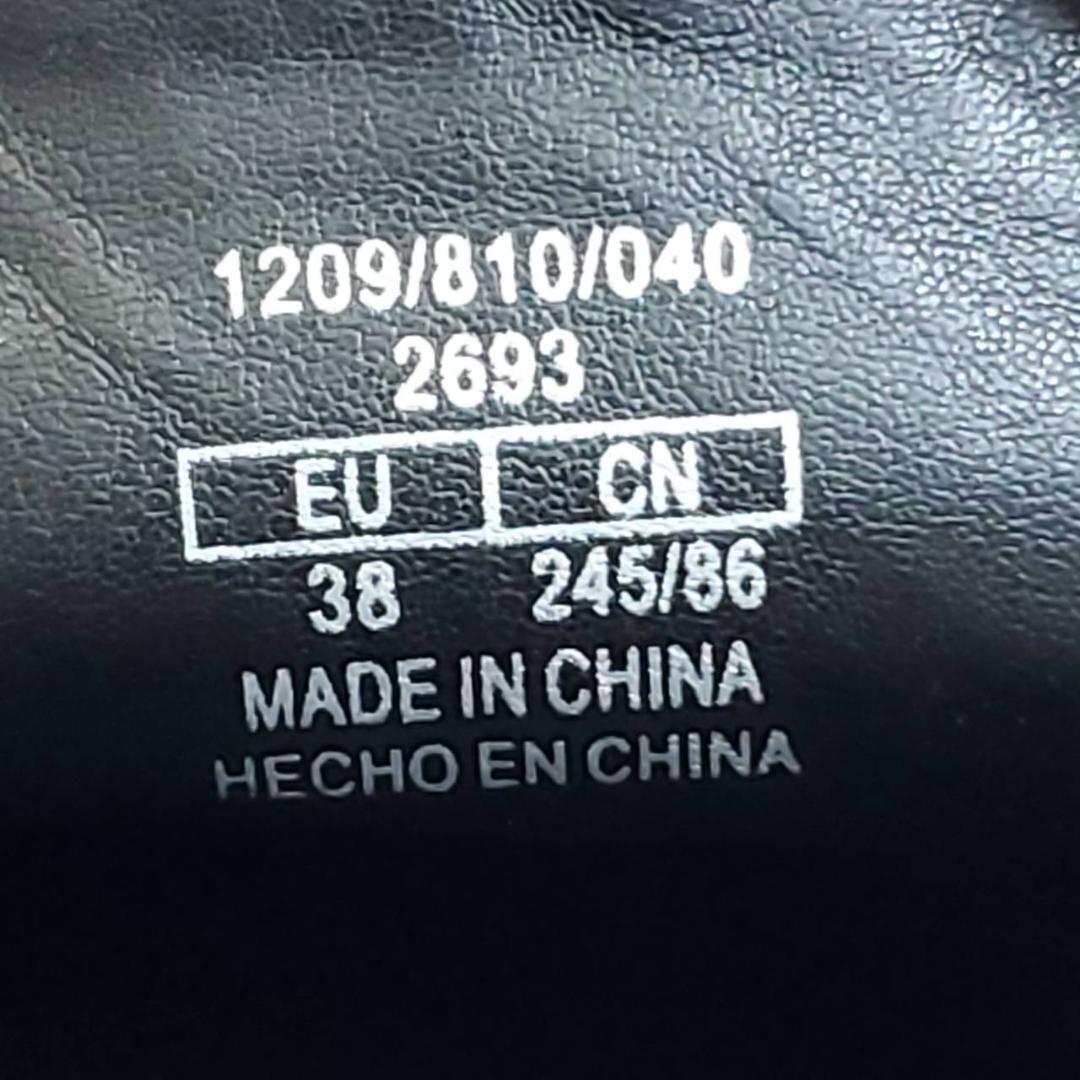 1209/810/040
2693
EU CN
38 245/86
MADE IN CHINA
HECHO EN CHINA